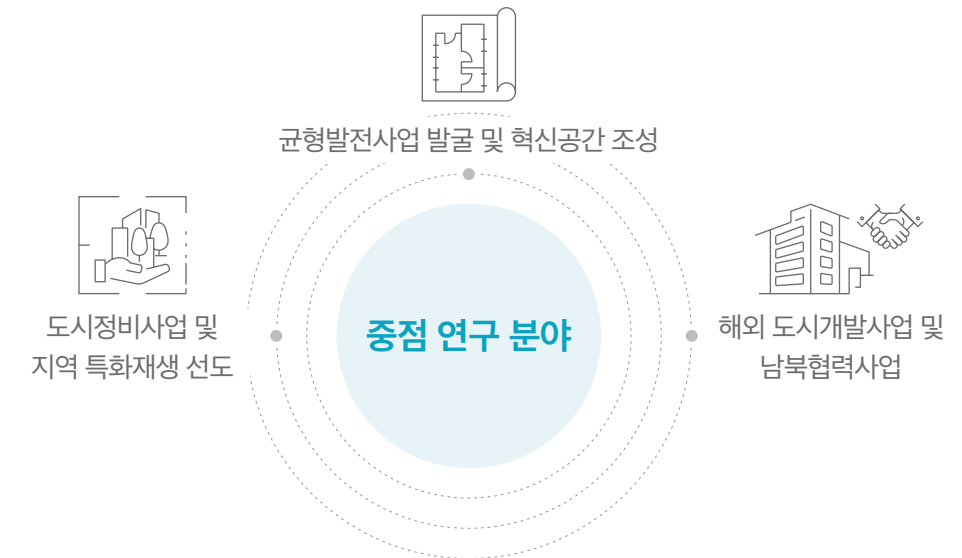 균형발전사업 발굴 및 혁신공간 조성
도시정비사업 및
지역 특화재생 선도
중점 연구 분야
해외 도시개발사업 및
남북협력사업